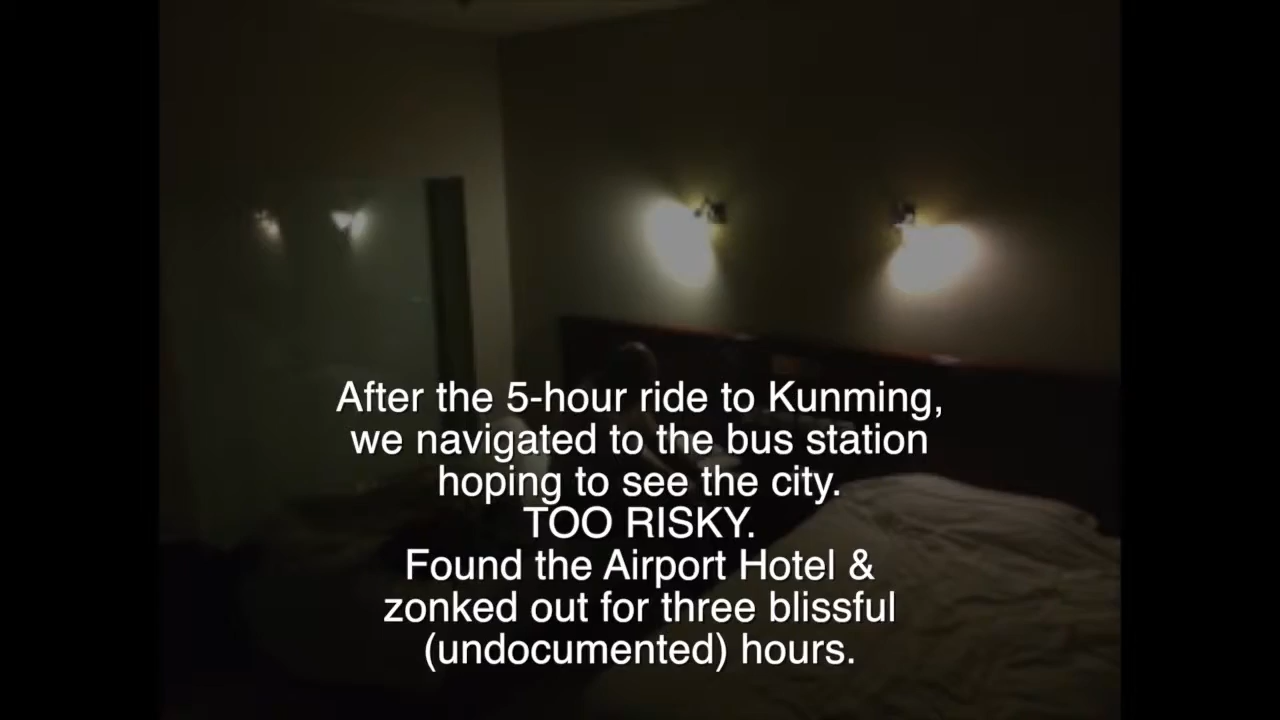 After the 5-hour ride to Kunming,
we navigated to the bus station
hoping to see the city.
TOO RISKY.
Found the Airport Hotel &
zonked out for three blissful
(undocumented) hours.